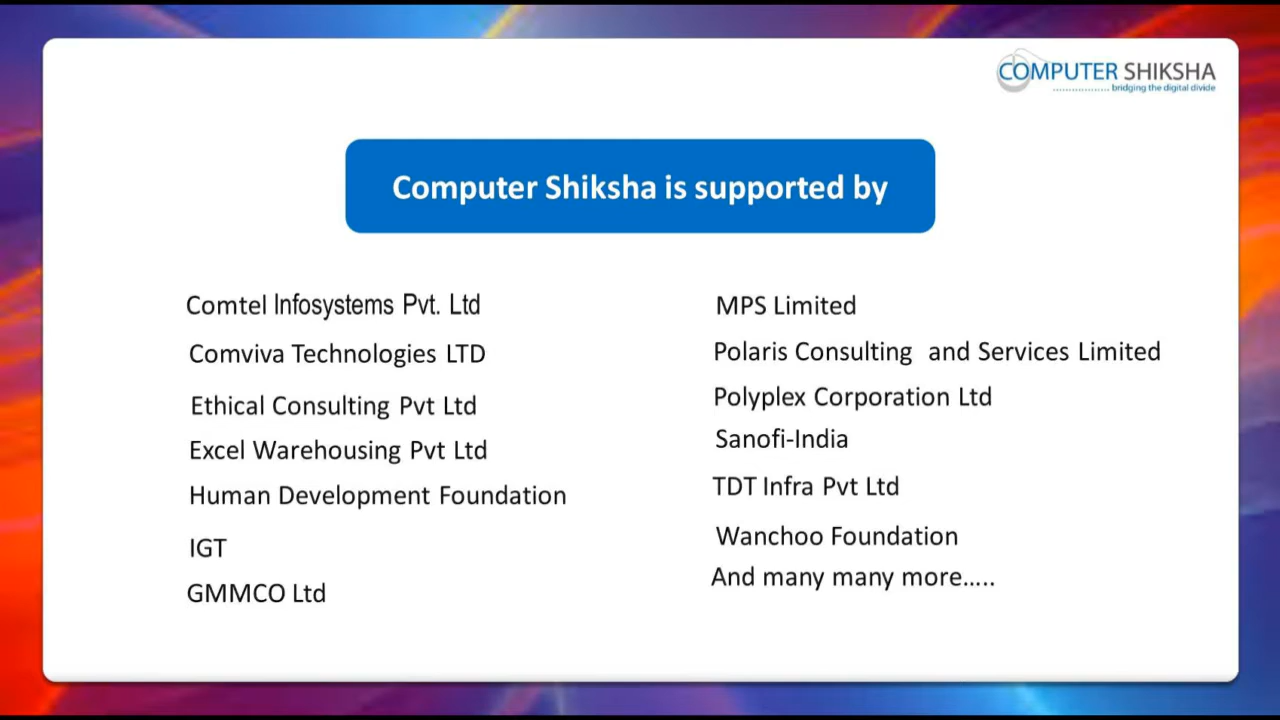 COMPUTER SHIKSHA
bridging the digital divide
Computer Shiksha is supported by
Comtel Infosystems Pvt. Ltd
Comviva Technologies LTD
Ethical Consulting Pvt Ltd
Excel Warehousing Pvt Ltd
Human Development Foundation
IGT
GMMCO Ltd
MPS Limited
Polaris Consulting and Services Limited
Polyplex Corporation Ltd
Sanofi-India
TDT Infra Pvt Ltd
Wanchoo Foundation
And many many more.....